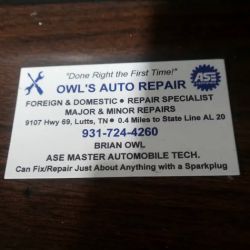 "Done Right the First Time!"
OWL'S AUTO REPAIR
ASE
FOREIGN & DOMESTIC • REPAIR SPECIALIST
MAJOR & MINOR REPAIRS
9107 Hwy 69, Lutts, TN • 0.4 Miles to State Line AL 20
931-724-4260
BRIAN OWL
ASE MASTER AUTOMOBILE TECH.
Can Fix/Repair Just About Anything with a Sparkplug